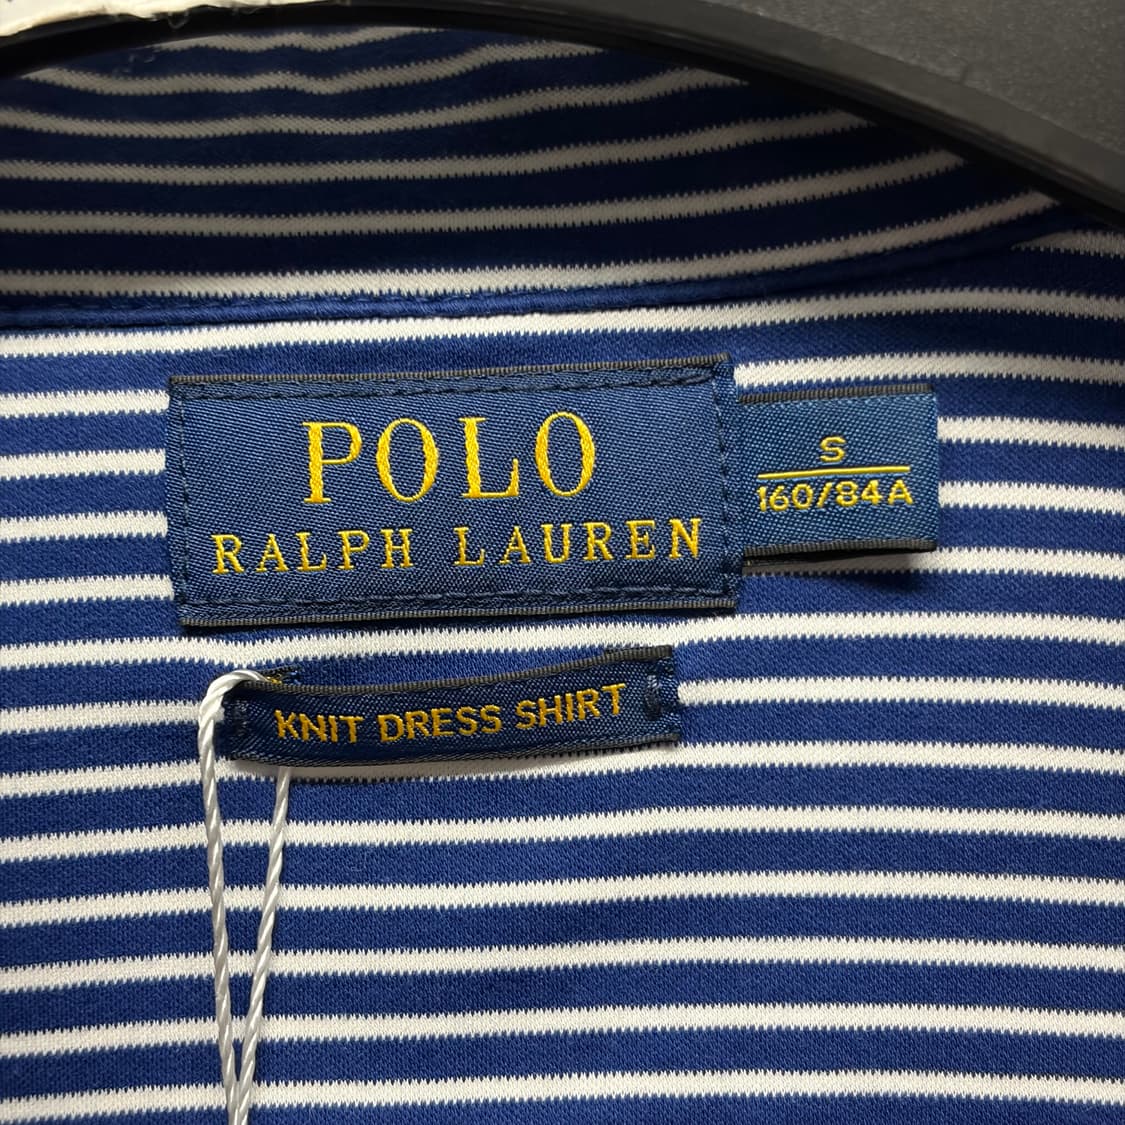 POLO
RALPH LAUREN
S
160/84A
KNIT DRESS SHIRT